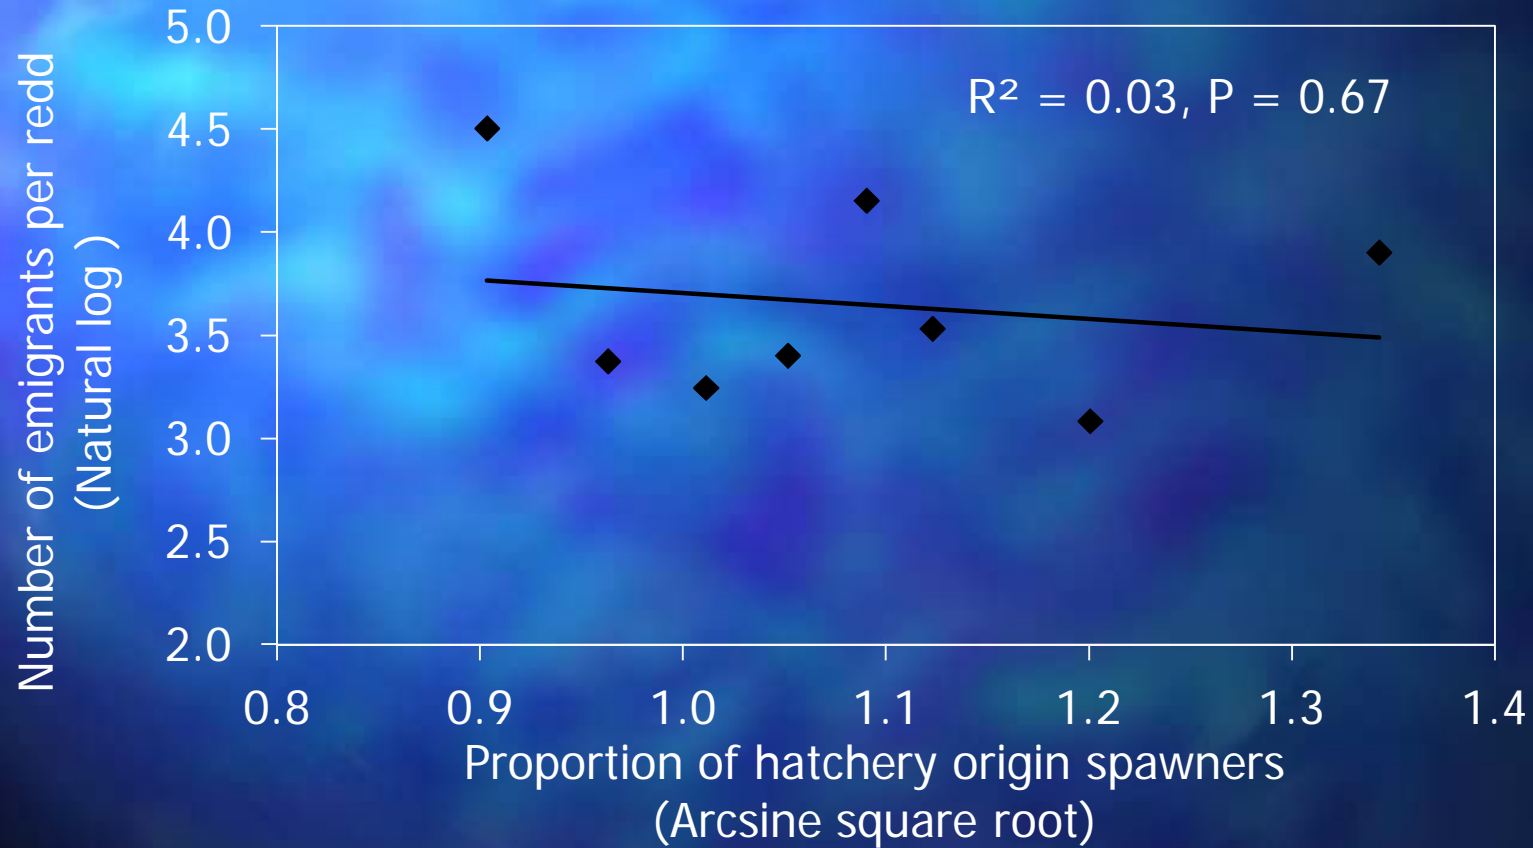 5.0
4.5
4.0
3.5
3.0
2.5
2.0
Number of emigrants per redd
(Natural log )
R² = 0.03, P = 0.67
0.8 0.9 1.0 1.1 1.2 1.3 1.4
Proportion of hatchery origin spawners
(Arcsine square root)